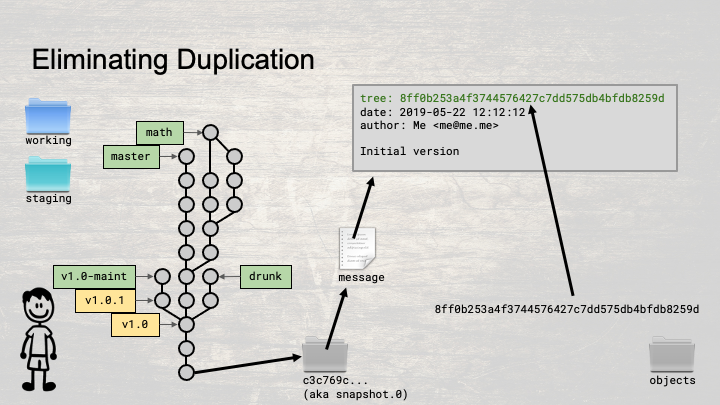 Eliminating Duplication
working
staging
math
master
v1.0-maint
v1.0.1
v1.0
drunk
tree: 8ff0b253a4f3744576427c7dd575db4bfdb8259d
date: 2019-05-22 12:12:12
author: Me <me@me.me>
Initial version
message
8ff0b253a4f3744576427c7dd575db4bfdb8259d
c3c769c...
(aka snapshot.0)
objects